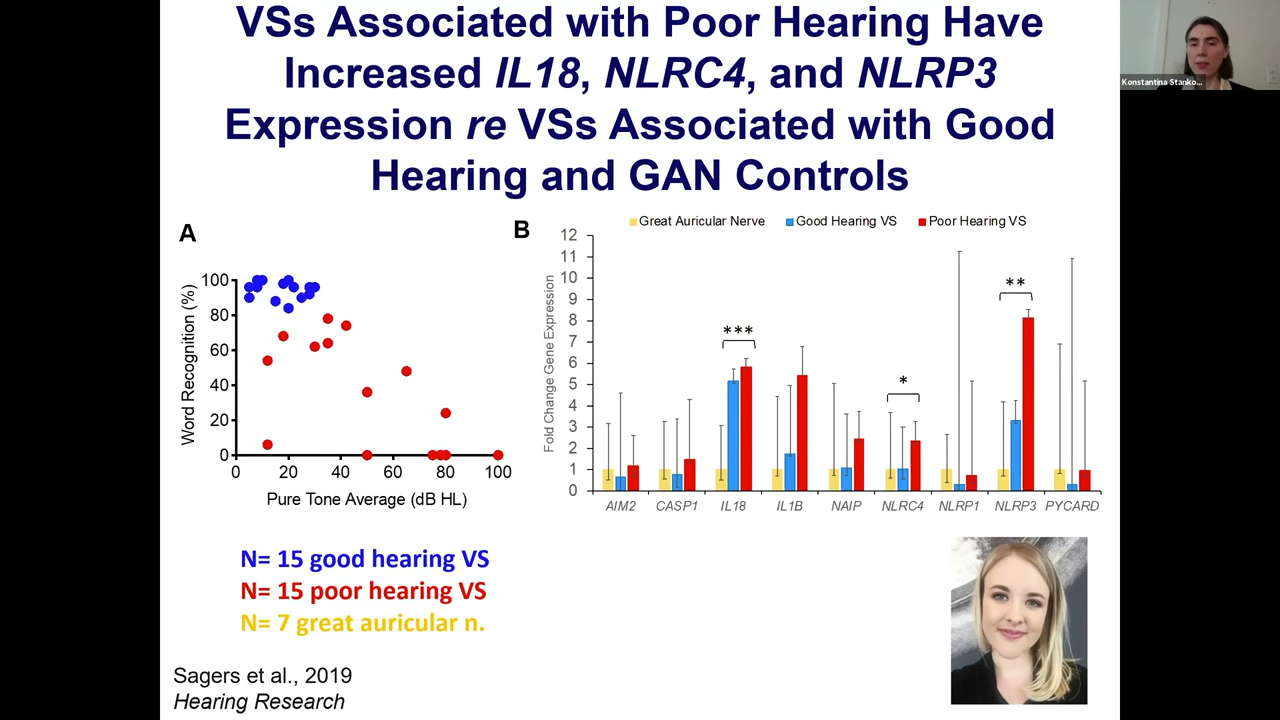 VSs Associated with Poor Hearing Have
Increased IL18, NLRC4, and NLRP3
Expression re VSs Associated with Good
Hearing and GAN Controls
Konstantina Stanko...
A
100
80
60
40
20
0
Word Recognition (%)
0 20 40 60 80 100
Pure Tone Average (dB HL)
B
Great Auricular Nerve Good Hearing VS Poor Hearing VS
12
11
10
9
8
7
6
5
4
3
2
1
0
Fold Change Gene Expression
***
*
**
AIM2 CASP1 IL18 IL1B NAIP NLRC4 NLRP1 NLRP3 PYCARD
N= 15 good hearing VS
N= 15 poor hearing VS
N= 7 great auricular n.
Sagers et al., 2019
Hearing Research